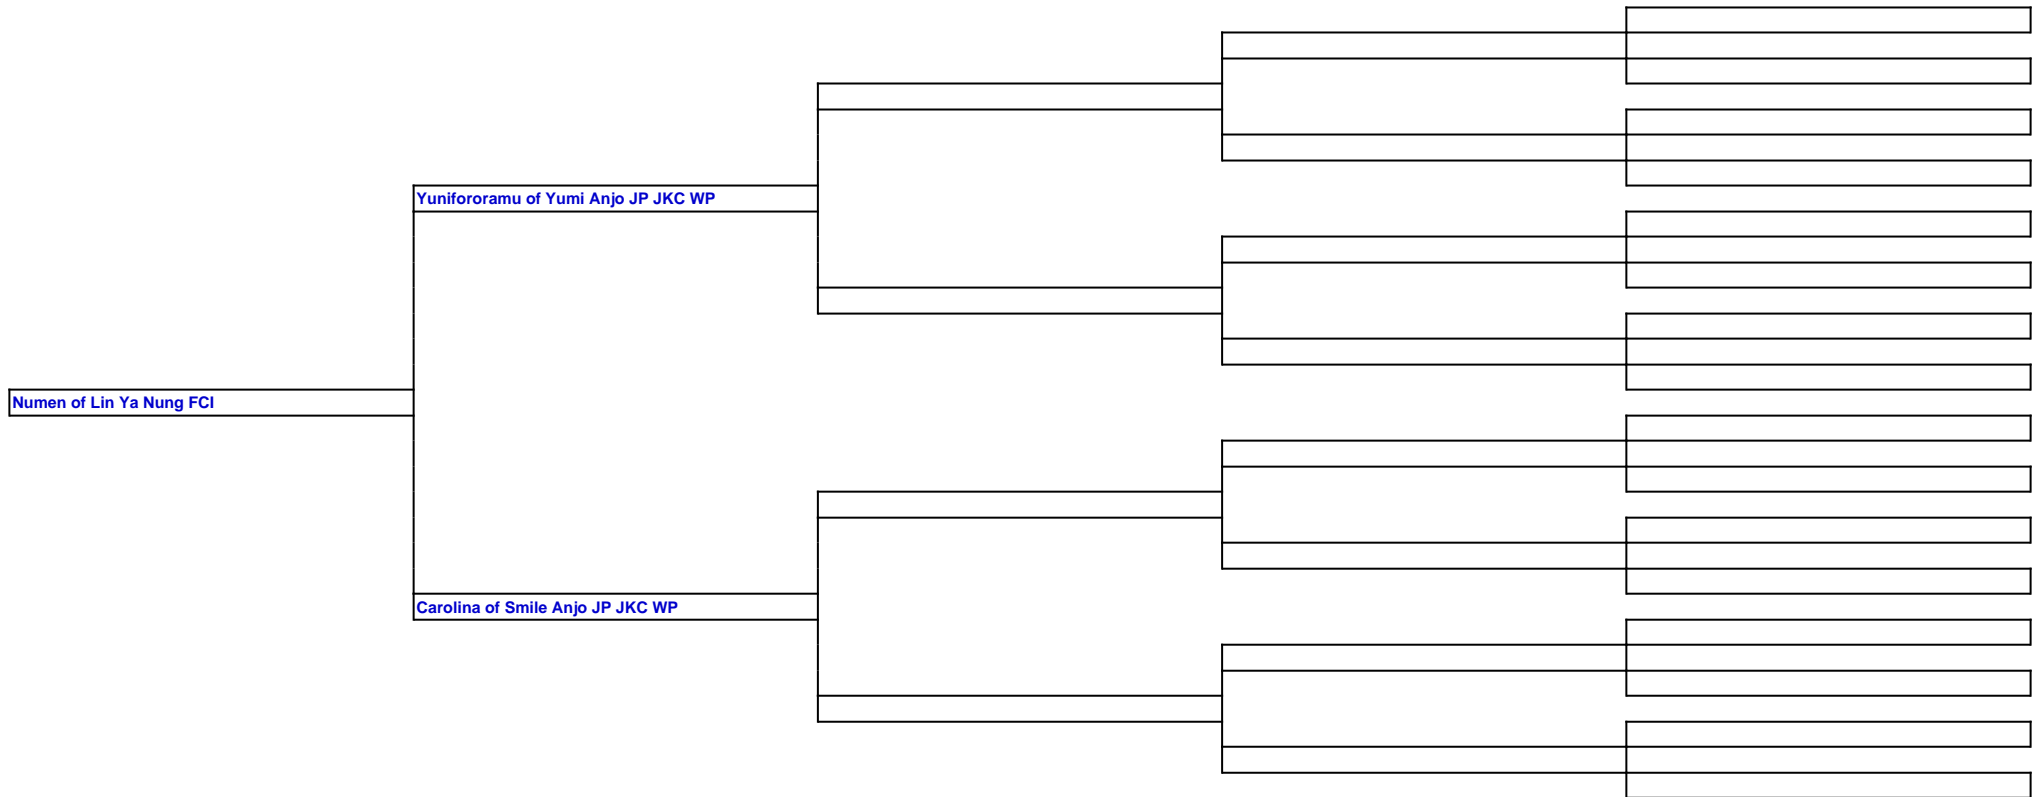 Yunifororamu of Yumi Anjo JP JKC WP
Numen of Lin Ya Nung FCI
Carolina of Smile Anjo JP JKC WP